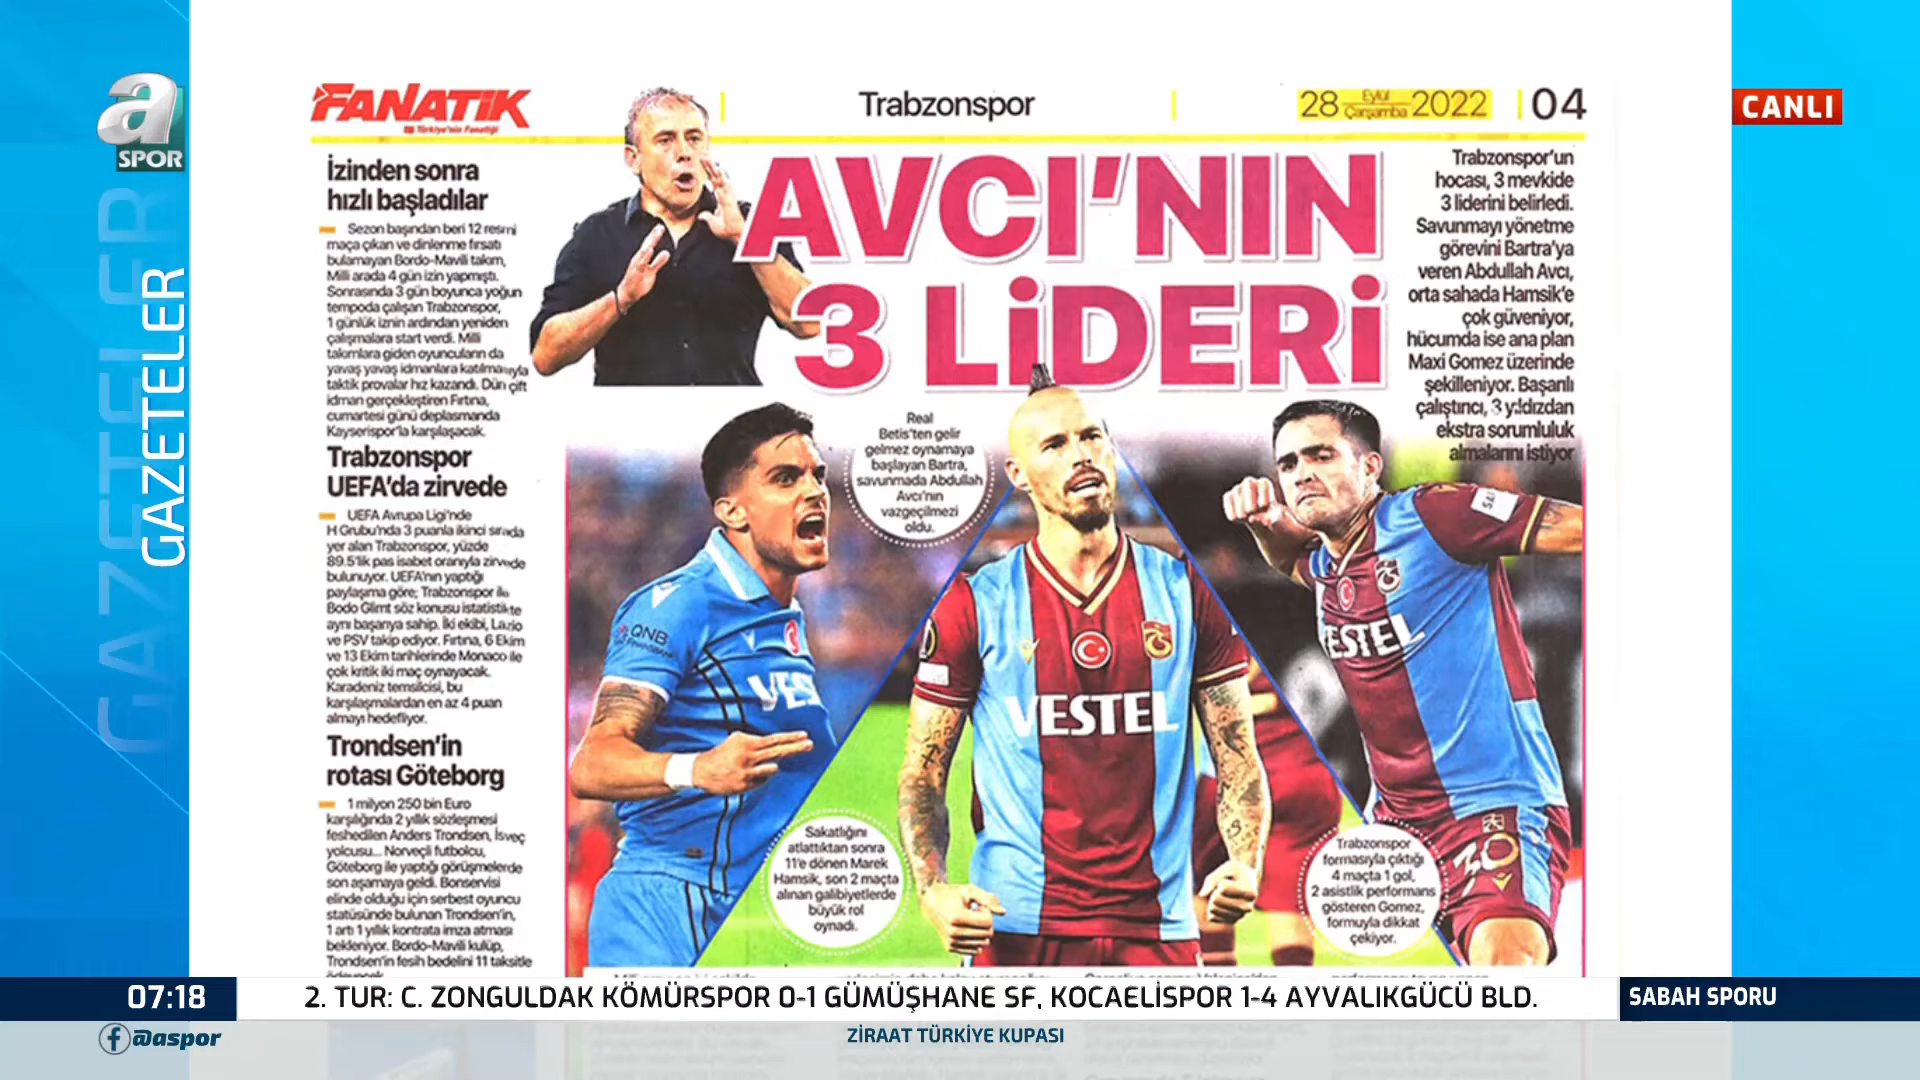 a
SPOR
GAZETELER
GAZETELER
CANLI
FANATiK
Türkiye'nin Fanatiği
Trabzonspor
28 Eylül Çarşamba 2022
04
AVCI'NIN
3 LiDERi
Trabzonspor'un
hocası, 3 mevkide
3 liderini belirledi.
Savunmayı yönetme
görevini Bartra'ya
veren Abdullah Avcı,
orta sahada Hamsik'e
çok güveniyor,
hücumda ise ana plan
Maxi Gomez üzerinde
şekilleniyor. Başarılı
çalıştırıcı, 3 yıldızdan
ekstra sorumluluk
almalarını istiyor
İzinden sonra
hızlı başladılar
Sezon başından beri 12 resmi
maça çıkan ve dinlenme fırsatı
bulamayan Bordo-Mavili takım,
Milli arada 4 gün izin yapmıştı.
Sonrasında 3 gün boyunca yoğun
tempoda çalışan Trabzonspor,
1 günlük iznin ardından yeniden
çalışmalara start verdi. Milli
takımlara giden oyuncuların da
yavaş yavaş idmanlara katılmasıyla
taktik provalar hız kazandı. Dün çift
idman gerçekleştiren Fırtına,
cumartesi günü deplasmanda
Kayserispor'la karşılaşacak.
Trabzonspor
UEFA'da zirvede
UEFA Avrupa Ligi'nde
H Grubu'nda 3 puanla ikinci sırada
yer alan Trabzonspor, yüzde
89.5'lik pas isabet oranıyla zirvede
bulunuyor. UEFA'nın yaptığı
paylaşıma göre; Trabzonspor ile
Bodo Glimt söz konusu istatistikte
aynı başarıya sahip. İki ekibi, Lazio
ve PSV takip ediyor. Fırtına, 6 Ekim
ve 13 Ekim tarihlerinde Monaco ile
çok kritik iki maç oynayacak.
Karadeniz temsilcisi, bu
karşılaşmalardan en az 4 puan
almayı hedefliyor.
Trondsen'in
rotası Göteborg
1 milyon 250 bin Euro
karşılığında 2 yıllık sözleşmesi
feshedilen Anders Trondsen, İsveç
yolcusu... Norveçli futbolcu,
Göteborg ile yaptığı görüşmelerde
son aşamaya geldi. Bonservisi
elinde olduğu için serbest oyuncu
statüsünde bulunan Trondsen'in,
1 artı 1 yıllık kontrata imza atması
bekleniyor. Bordo-Mavili kulüp,
Trondsen'in fesih bedelini 11 taksitle
Real
Betis'ten gelir
gelmez oynamaya
başlayan Bartra,
savunmada Abdullah
Avcı'nın
vazgeçilmezi
oldu.
Sakatlığını
atlattıktan sonra
11'e dönen Marek
Hamsik, son 2 maçta
alınan galibiyetlerde
büyük rol
oynadı.
Trabzonspor
formasıyla çıktığı
4 maçta 1 gol,
2 asistlik performans
gösteren Gomez,
formuyla dikkat
çekiyor.
QNB
FINANSBANK
VES
VESTEL
VESTEL
30
07:18
2. TUR: C. ZONGULDAK KÖMÜRSPOR 0-1 GÜMÜŞHANE SF, KOCAELİSPOR 1-4 AYVALIKGÜCÜ BLD.
SABAH SPORU
@aspor
ZİRAAT TÜRKİYE KUPASI